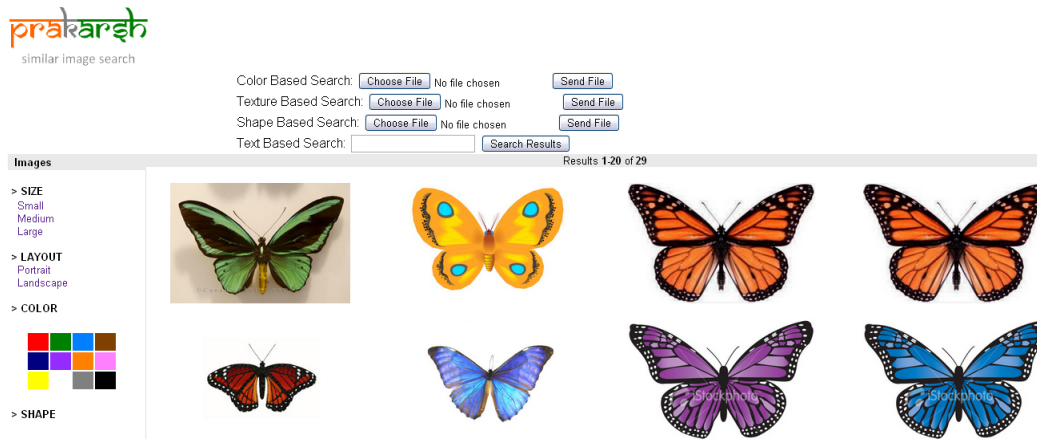 prakarsh
similar image search
Color Based Search: Choose File No file chosen Send File
Texture Based Search: Choose File No file chosen Send File
Shape Based Search: Choose File No file chosen Send File
Text Based Search: Search Results
Images Results 1-20 of 29
> SIZE
Small
Medium
Large
> LAYOUT
Portrait
Landscape
> COLOR
> SHAPE
iStockphoto
iStockphoto